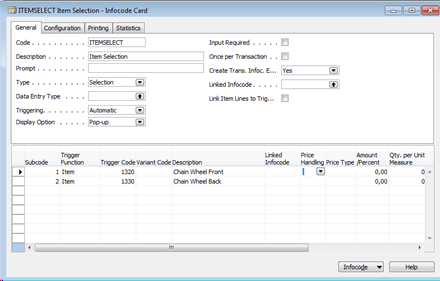 ITEMSELECT Item Selection - Infocode Card
General Configuration Printing Statistics
Code . . . . . . . . . . . ITEMSELECT Input Required . . . . .
Description . . . . . . . . Item Selection Once per Transaction . .
Prompt . . . . . . . . . . Create Trans. Infoc. E... Yes
Type . . . . . . . . . . . Selection Linked Infocode . . . . .
Data Entry Type . . . . . Link Item Lines to Trig...
Triggering. . . . . . . . . Automatic
Display Option . . . . . . Pop-up
Subcode Trigger Function Trigger Code Variant Code Description Linked Infocode Price Handling Price Type Amount /Percent Qty. per Unit Measure
1 Item 1320 Chain Wheel Front 0,00 0
2 Item 1330 Chain Wheel Back 0,00 0
Infocode Help